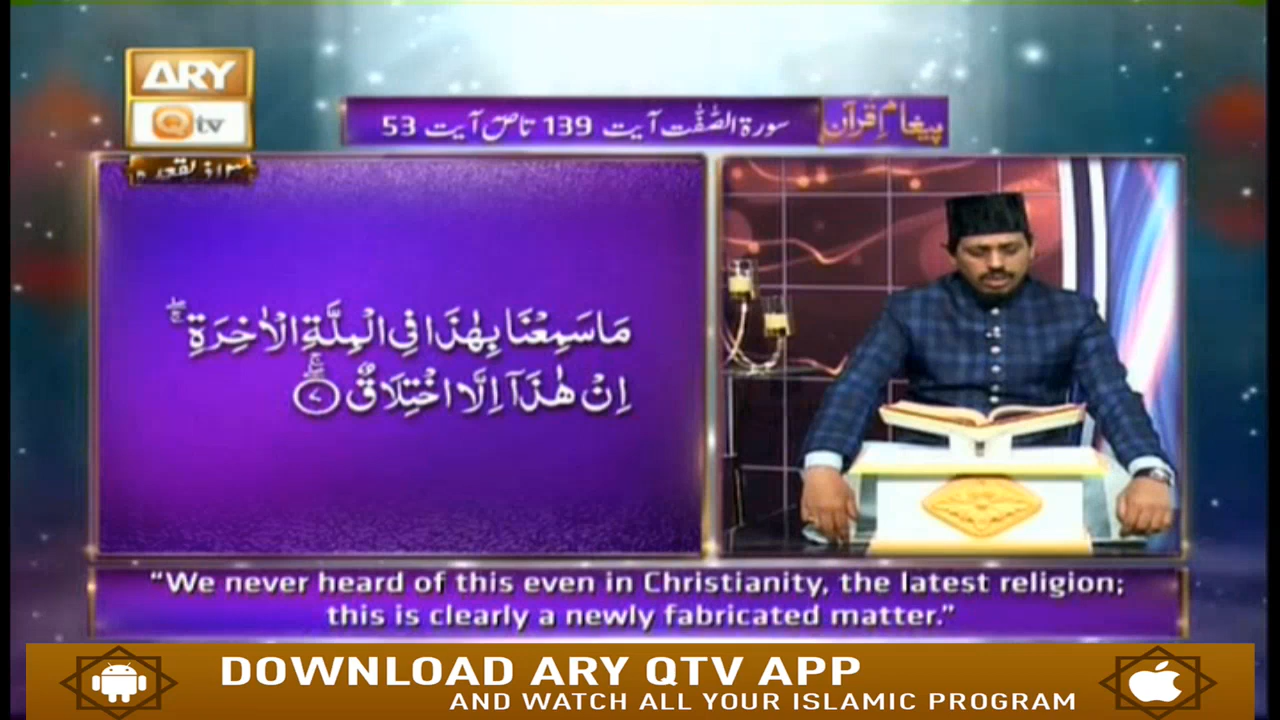 ARY
Qtv
پیغام قرآن
سورۃ الصّٰفّٰت آیت 139 تا صٓ آیت 53
مَا سَمِعْنَا بِهٰذَا فِی الْمِلَّةِ الْاٰخِرَةِ ۖۚ
اِنْ هٰذَاۤ اِلَّا اخْتِلَاقٌ ۖۚ ﴿۷﴾
“We never heard of this even in Christianity, the latest religion;
this is clearly a newly fabricated matter.”
DOWNLOAD ARY QTV APP
AND WATCH ALL YOUR ISLAMIC PROGRAM